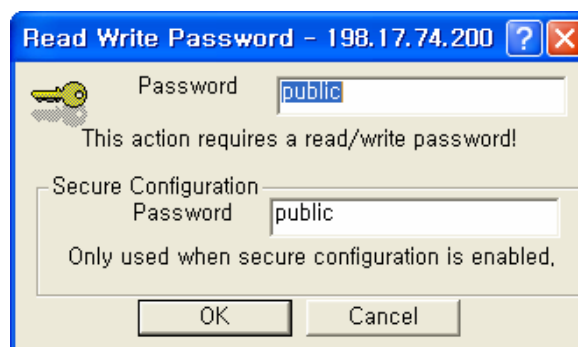 Read Write Password - 198.17.74.200
Password public
This action requires a read/write password!
Secure Configuration
Password public
Only used when secure configuration is enabled,
OK Cancel